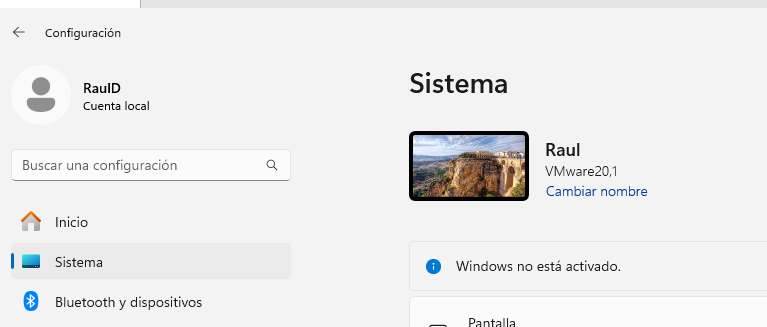 Configuración
RaulD
Cuenta local
Buscar una configuración
Inicio
Sistema
Bluetooth y dispositivos
Sistema
Raul
VMware20,1
Cambiar nombre
Windows no está activado.
Pantalla